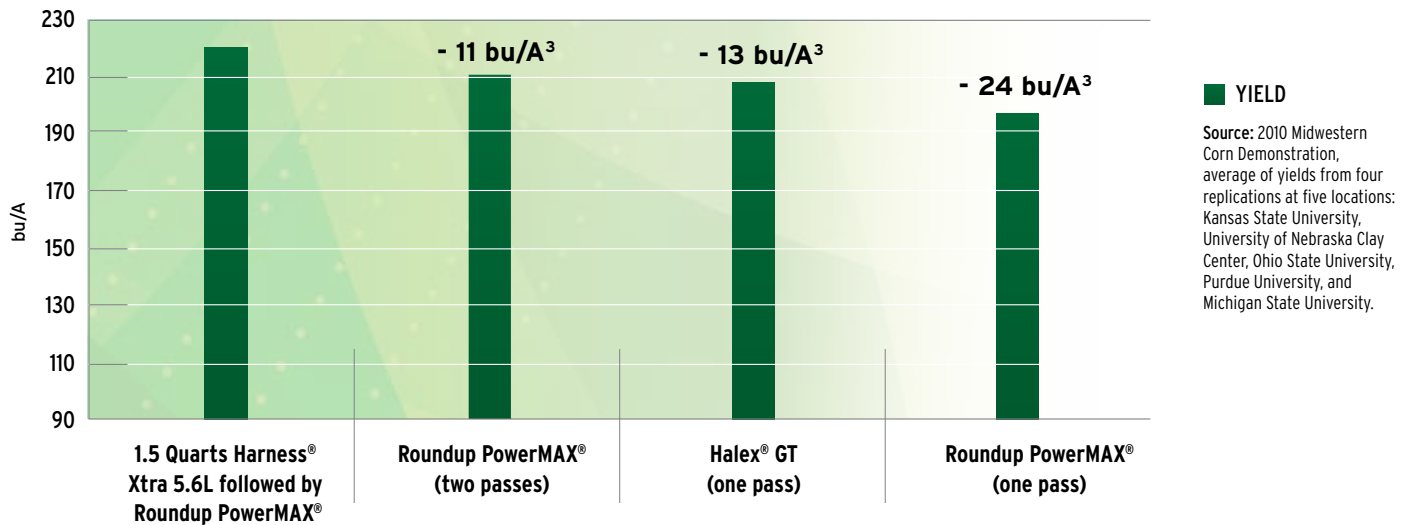 230
210
190
170
150
130
110
90
bu/A
- 11 bu/A³
- 13 bu/A³
- 24 bu/A³
1.5 Quarts Harness®
Xtra 5.6L followed by
Roundup PowerMAX®
Roundup PowerMAX®
(two passes)
Halex® GT
(one pass)
Roundup PowerMAX®
(one pass)
YIELD
Source: 2010 Midwestern
Corn Demonstration,
average of yields from four
replications at five locations:
Kansas State University,
University of Nebraska Clay
Center, Ohio State University,
Purdue University, and
Michigan State University.